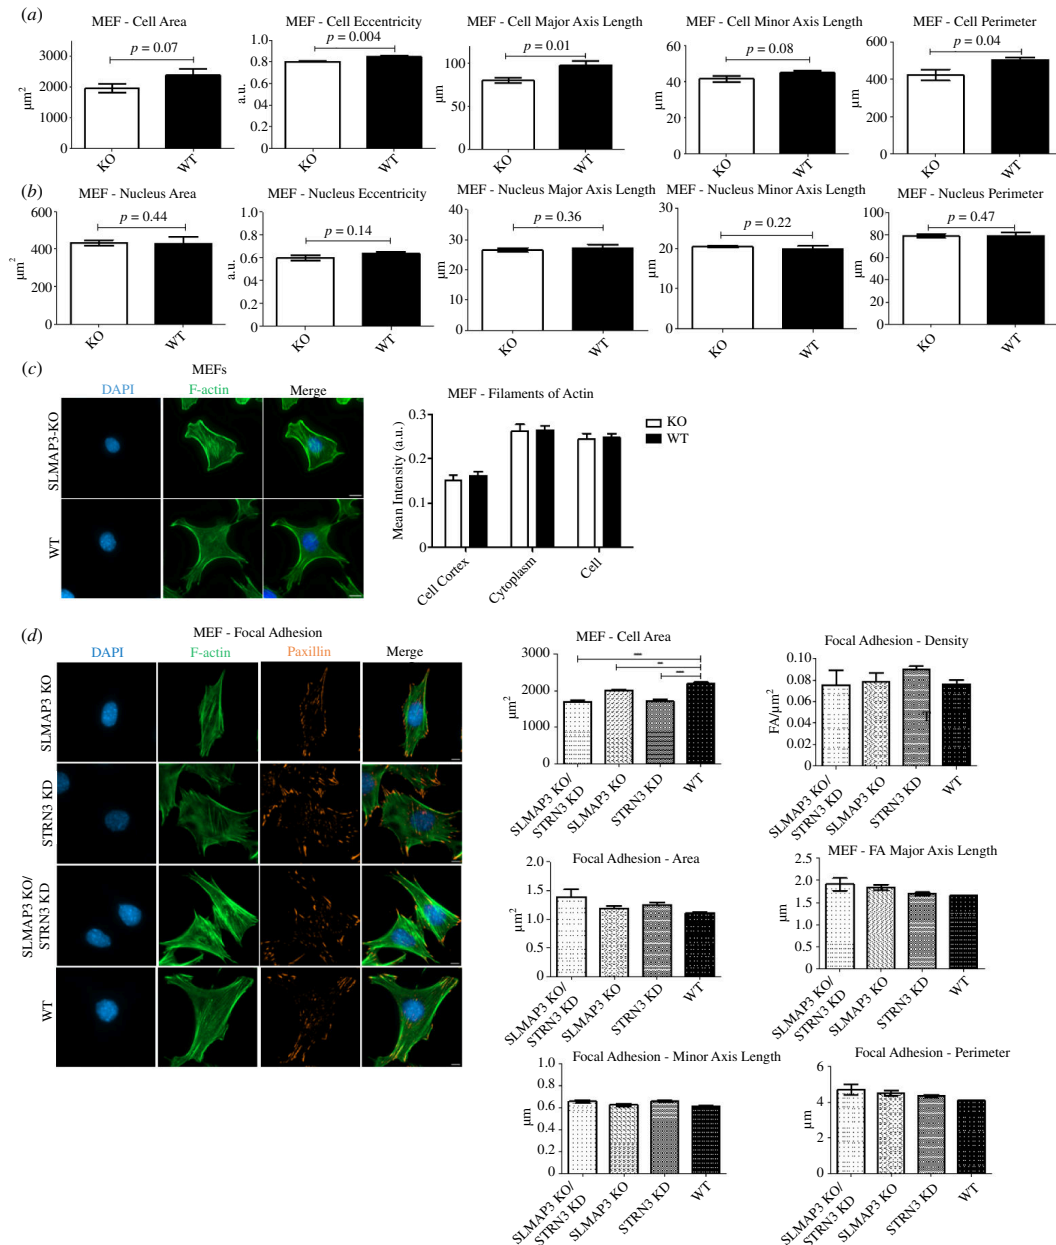 (a)
MEF - Cell Area
p = 0.07
µm²
3000
2000
1000
0
KO
WT
MEF - Cell Eccentricity
p = 0.004
a.u.
1.0
0.8
0.6
0.4
0.2
0
KO
WT
MEF - Cell Major Axis Length
p = 0.01
µm
100
50
0
KO
WT
MEF - Cell Minor Axis Length
p = 0.08
µm
60
40
20
0
KO
WT
MEF - Cell Perimeter
p = 0.04
µm
600
400
200
0
KO
WT
(b)
MEF - Nucleus Area
p = 0.44
µm²
600
400
200
0
KO
WT
MEF - Nucleus Eccentricity
p = 0.14
a.u.
1.0
0.8
0.6
0.4
0.2
0
KO
WT
MEF - Nucleus Major Axis Length
p = 0.36
µm
40
30
20
10
0
KO
WT
MEF - Nucleus Minor Axis Length
p = 0.22
µm
30
20
10
0
KO
WT
MEF - Nucleus Perimeter
p = 0.47
µm
100
80
60
40
20
0
KO
WT
(c)
MEFs
DAPI
F-actin
Merge
SLMAP3-KO
WT
MEF - Filaments of Actin
Mean Intensity (a.u.)
0.3
0.2
0.1
0
Cell Cortex
Cytoplasm
Cell
KO
WT
(d)
MEF - Focal Adhesion
DAPI
F-actin
Paxillin
Merge
SLMAP3 KO
STRN3 KD
SLMAP3 KO/
STRN3 KD
WT
MEF - Cell Area
µm²
3000
2000
1000
0
SLMAP3 KO/
STRN3 KD
SLMAP3 KO
STRN3 KD
WT
Focal Adhesion - Density
FA/µm²
0.10
0.08
0.06
0.04
0.02
0
SLMAP3 KO/
STRN3 KD
SLMAP3 KO
STRN3 KD
WT
Focal Adhesion - Area
µm²
2.0
1.5
1.0
0.5
0
SLMAP3 KO/
STRN3 KD
SLMAP3 KO
STRN3 KD
WT
MEF - FA Major Axis Length
µm
2.5
2.0
1.5
1.0
0.5
0
SLMAP3 KO/
STRN3 KD
SLMAP3 KO
STRN3 KD
WT
Focal Adhesion - Minor Axis Length
µm
1.0
0.8
0.6
0.4
0.2
0
SLMAP3 KO/
STRN3 KD
SLMAP3 KO
STRN3 KD
WT
Focal Adhesion - Perimeter
µm
6
4
2
0
SLMAP3 KO/
STRN3 KD
SLMAP3 KO
STRN3 KD
WT